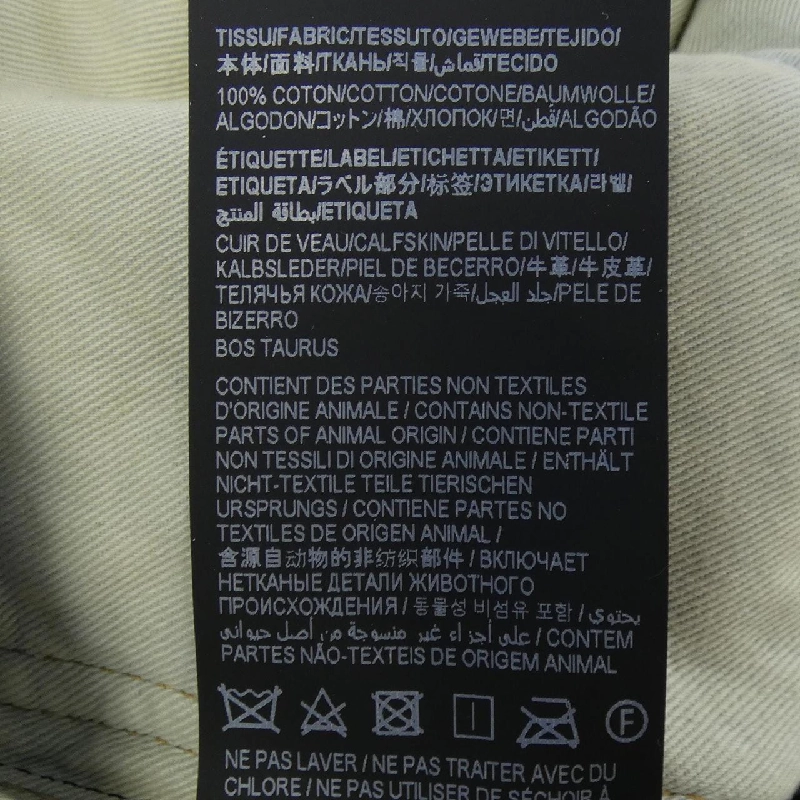 TISSU/FABRIC/TESSUTO/GEWEBE/TEJIDO/
本体/面料/ТКАНЬ/직물/قماش/TECIDO
100% COTON/COTTON/COTONE/BAUMWOLLE/
ALGODON/コットン/棉/ХЛОПОК/면/قطن/ALGODÃO
ÉTIQUETTE/LABEL/ETICHETTA/ETIKETT/
ETIQUETA/ラベル部分/标签/ЭТИКЕТКА/라벨/
بطاقة المنتج/ETIQUETA
CUIR DE VEAU/CALFSKIN/PELLE DI VITELLO/
KALBSLEDER/PIEL DE BECERRO/牛革/牛皮革/
ТЕЛЯЧЬЯ КОЖА/송아지 가죽/جلد العجل/PELE DE
BIZERRO
BOS TAURUS
CONTIENT DES PARTIES NON TEXTILES
D'ORIGINE ANIMALE / CONTAINS NON-TEXTILE
PARTS OF ANIMAL ORIGIN / CONTIENE PARTI
NON TESSILI DI ORIGINE ANIMALE / ENTHÄLT
NICHT-TEXTILE TEILE TIERISCHEN
URSPRUNGS / CONTIENE PARTES NO
TEXTILES DE ORIGEN ANIMAL /
含源自动物的非纺织部件 / ВКЛЮЧАЕТ
НЕТКАНЫЕ ДЕТАЛИ ЖИВОТНОГО
ПРОИСХОЖДЕНИЯ / 동물성 비섬유 포함 / يحتوي
على أجزاء غير منسوجة من أصل حيواني / CONTEM
PARTES NÃO-TEXTEIS DE ORIGEM ANIMAL
F
NE PAS LAVER / NE PAS TRAITER AVEC DU
CHLORE / NE PAS UTILISER DE SÉCHOIR À